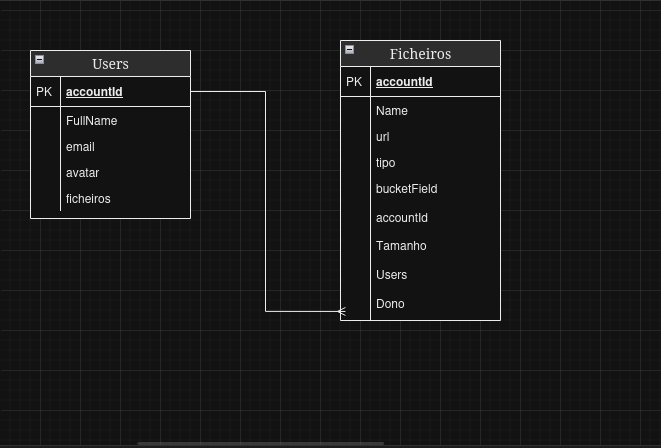 Users
PK accountId
FullName
email
avatar
ficheiros
Ficheiros
PK accountId
Name
url
tipo
bucketField
accountId
Tamanho
Users
Dono